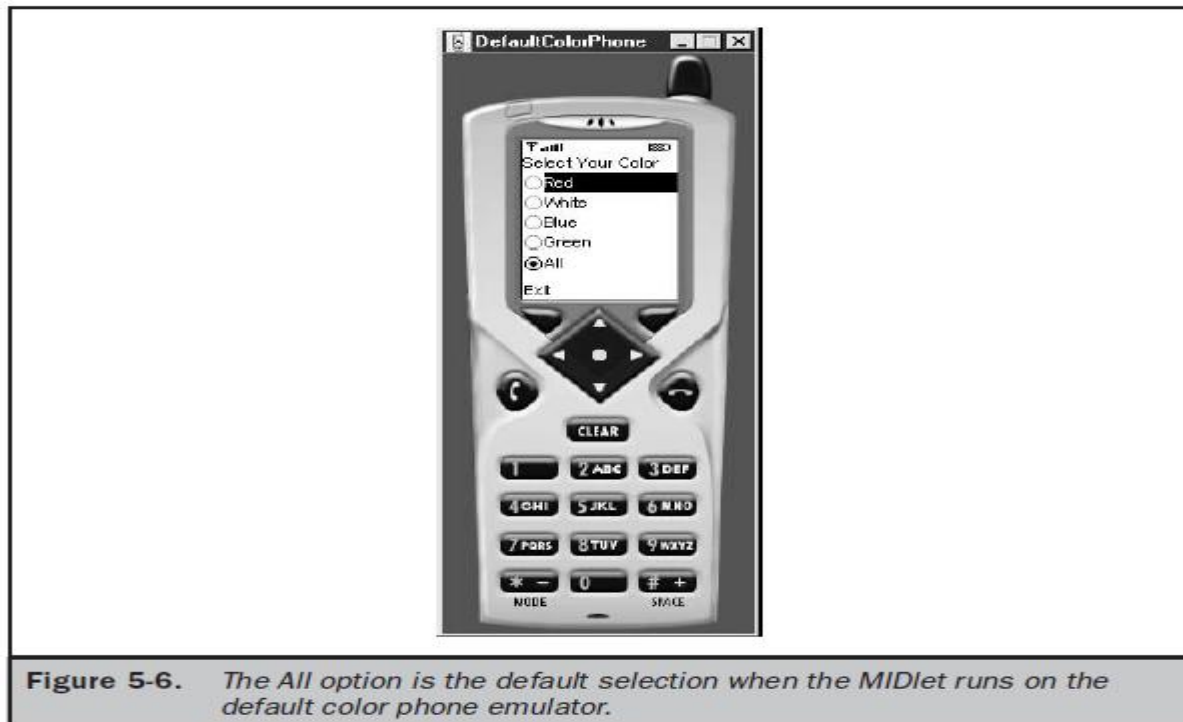 DefaultColorPhone
Select Your Color
Red
White
Blue
Green
All
Exit
CLEAR
1 2 ABC 3 DEF
4 GHI 5 JKL 6 MNO
7 PQRS 8 TUV 9 WXYZ
* - 0 # +
MODE SPACE
Figure 5-6. The All option is the default selection when the MIDlet runs on the
default color phone emulator.